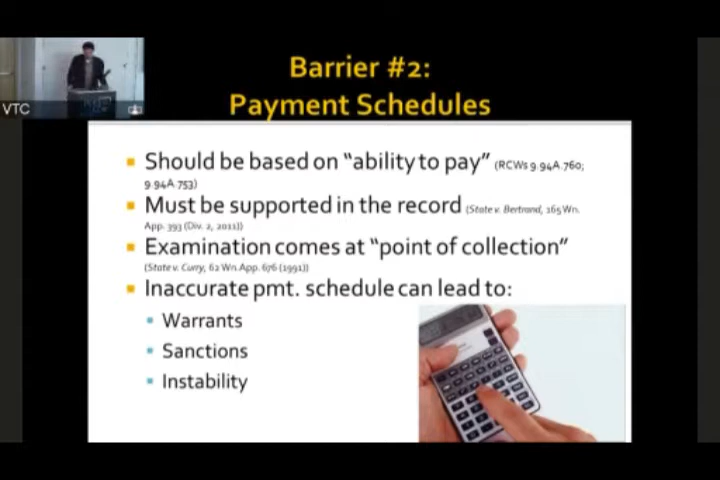 Barrier #2:
Payment Schedules
VTC
Should be based on “ability to pay” (RCWs 9.94A.760;
9.94A.753)
Must be supported in the record (State v. Bertrand, 165 Wn.
App. 393 (Div. 2, 2011))
Examination comes at “point of collection”
(State v. Curry, 62 Wn.App. 676 (1991))
Inaccurate pmt. schedule can lead to:
Warrants
Sanctions
Instability